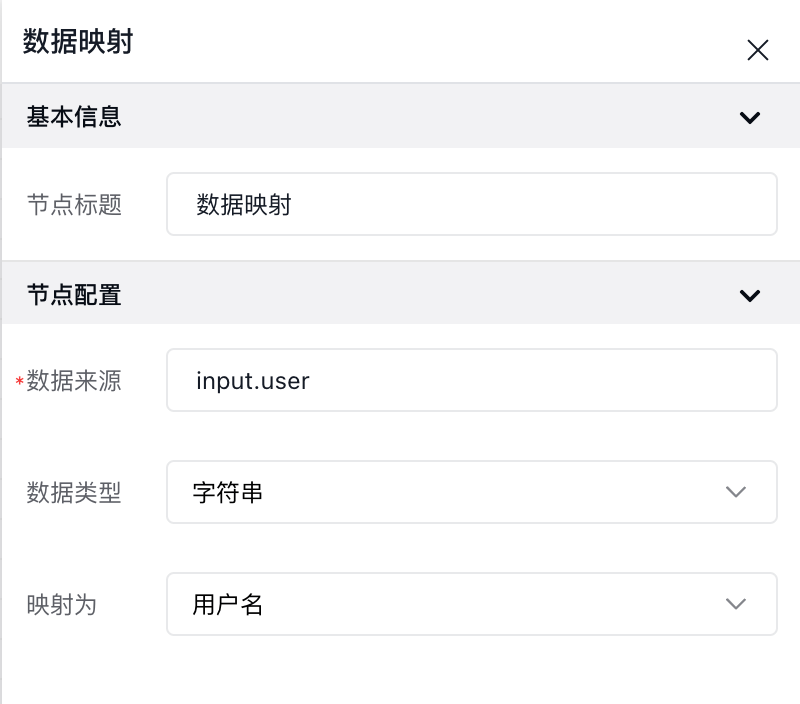 数据映射
基本信息
节点标题 数据映射
节点配置
*数据来源 input.user
数据类型 字符串
映射为 用户名